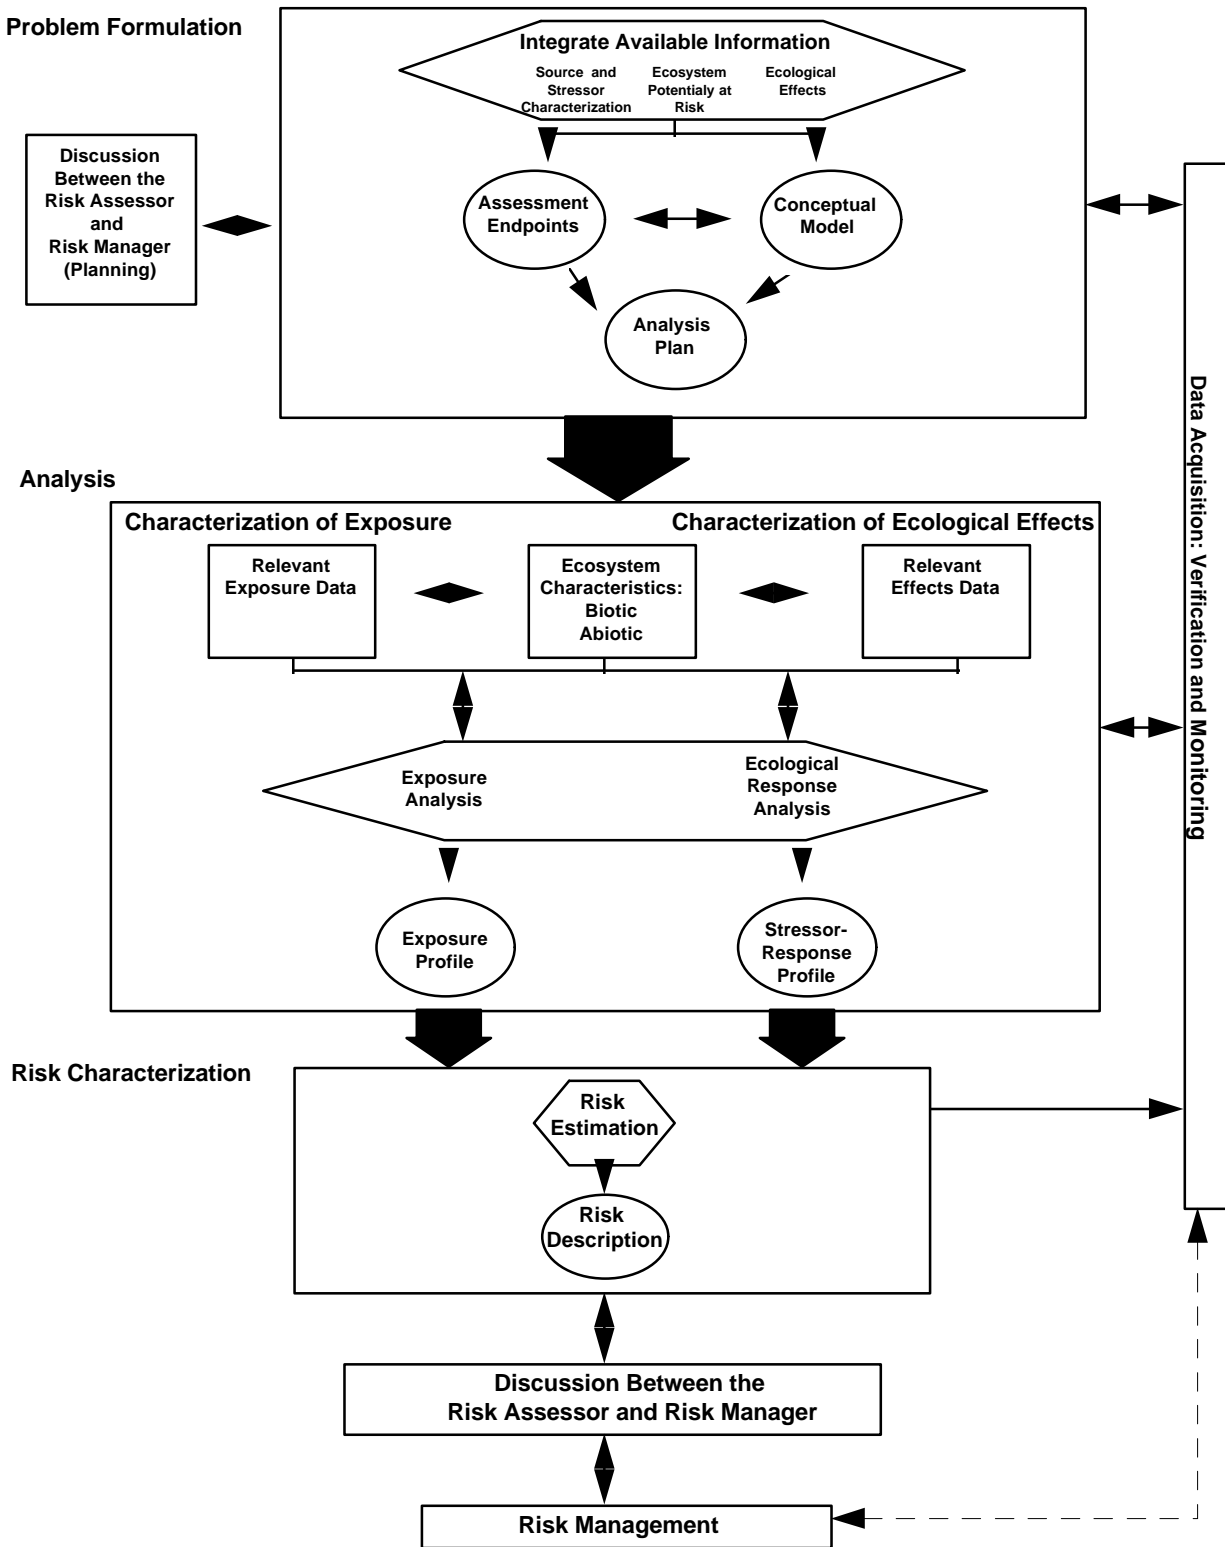 Problem Formulation
Integrate Available Information
Source and
Stressor
Characterization
Ecosystem
Potentialy at
Risk
Ecological
Effects
Discussion
Between the
Risk Assessor
and
Risk Manager
(Planning)
Assessment
Endpoints
Conceptual
Model
Analysis
Plan
Data Acquisition: Verification and Monitoring
Analysis
Characterization of Exposure
Characterization of Ecological Effects
Relevant
Exposure Data
Ecosystem
Characteristics:
Biotic
Abiotic
Relevant
Effects Data
Exposure
Analysis
Ecological
Response
Analysis
Exposure
Profile
Stressor-
Response
Profile
Risk Characterization
Risk
Estimation
Risk
Description
Discussion Between the
Risk Assessor and Risk Manager
Risk Management